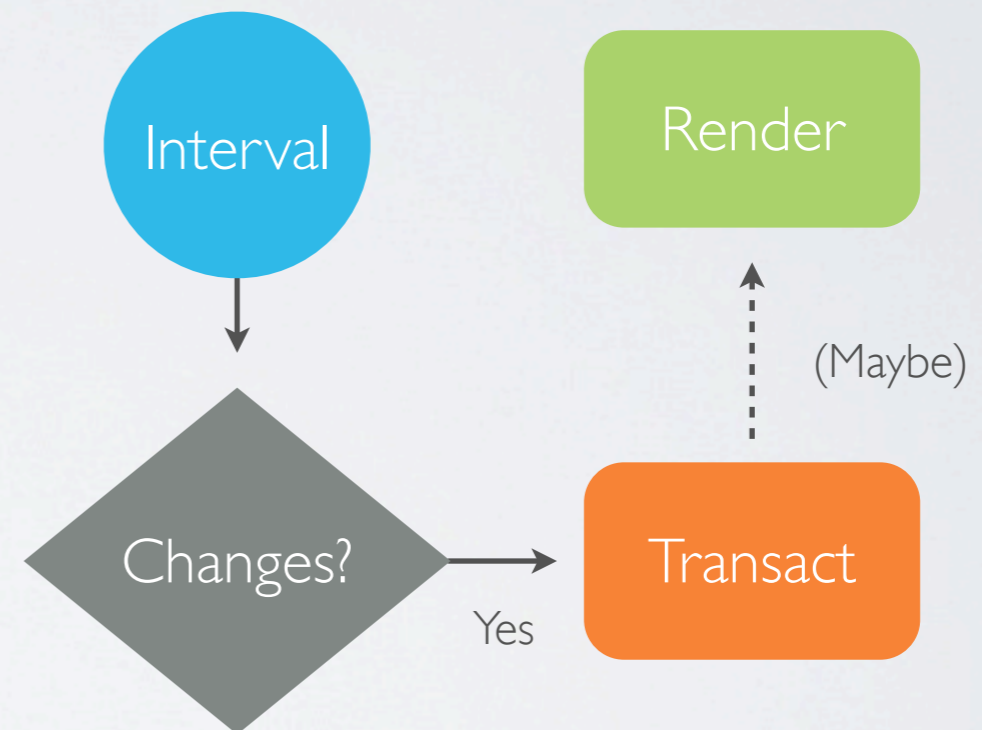 Interval
Render
(Maybe)
Changes?
Transact
Yes